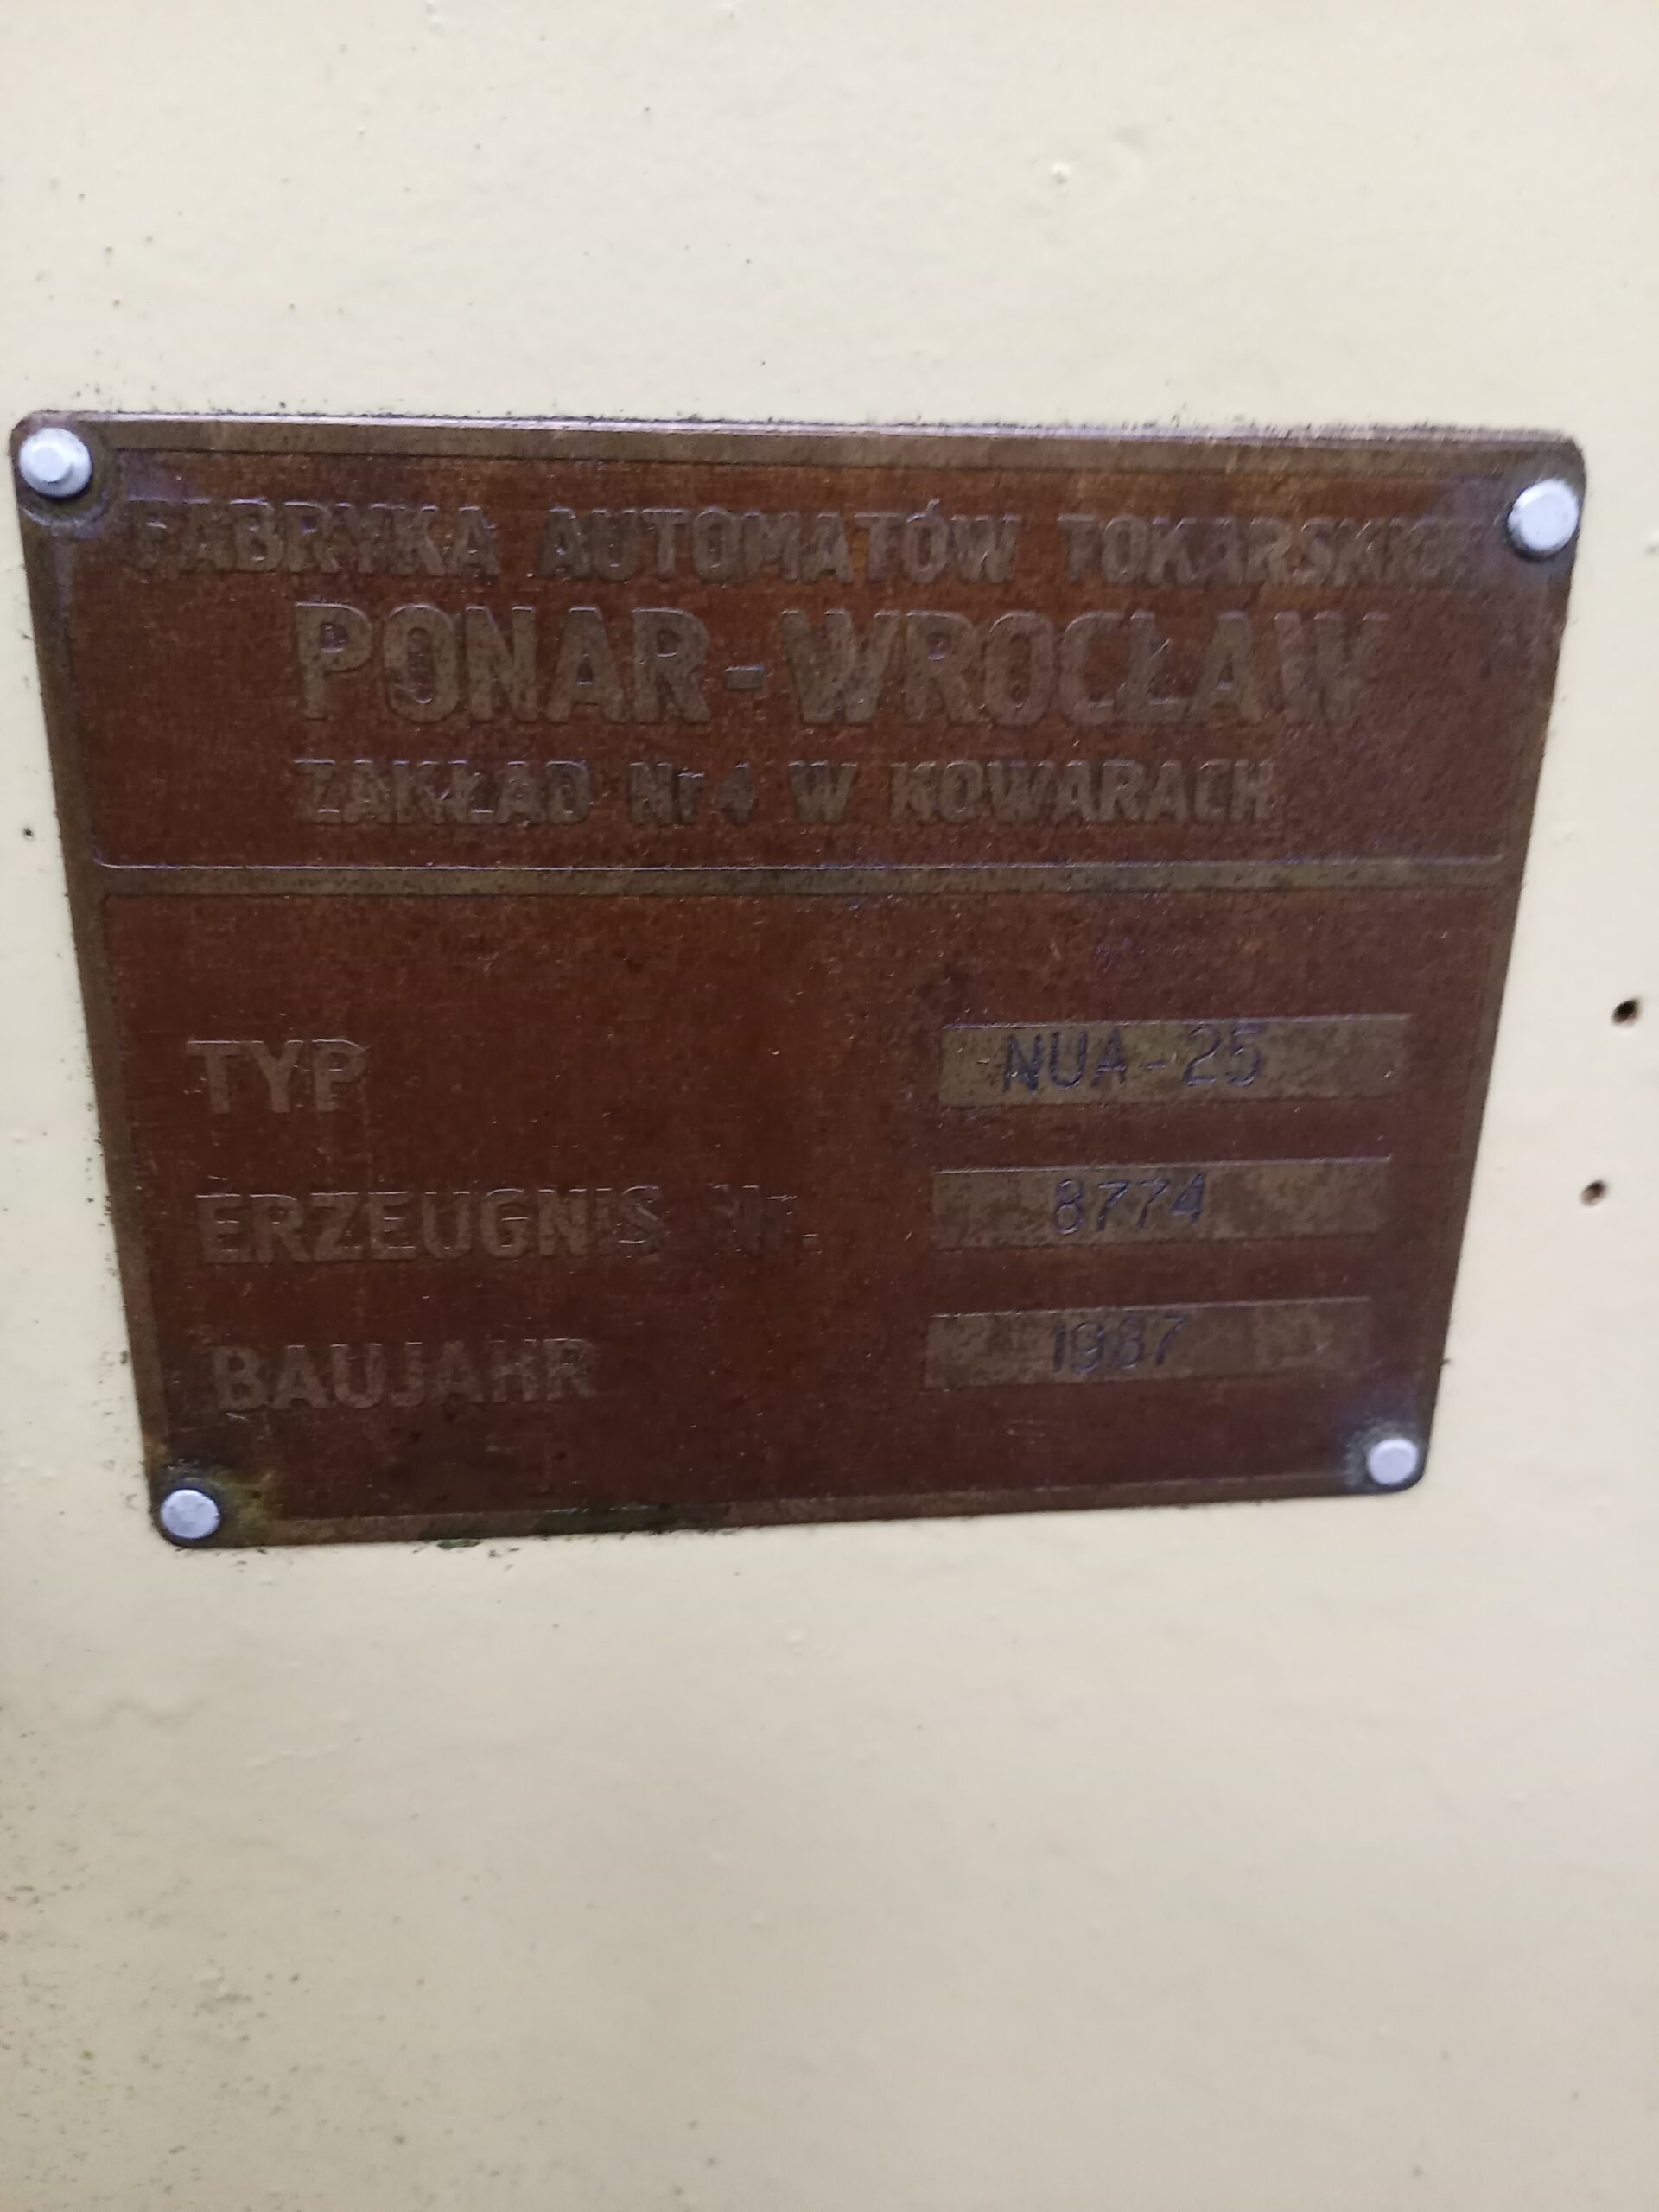 FABRYKA AUTOMATÓW TOKARSKICH
PONAR-WROCŁAW
ZAKŁAD Nr 4 W KOWARACH
TYP NUA-25
ERZEUGNIS Nr. 8774
BAUJAHR 1987